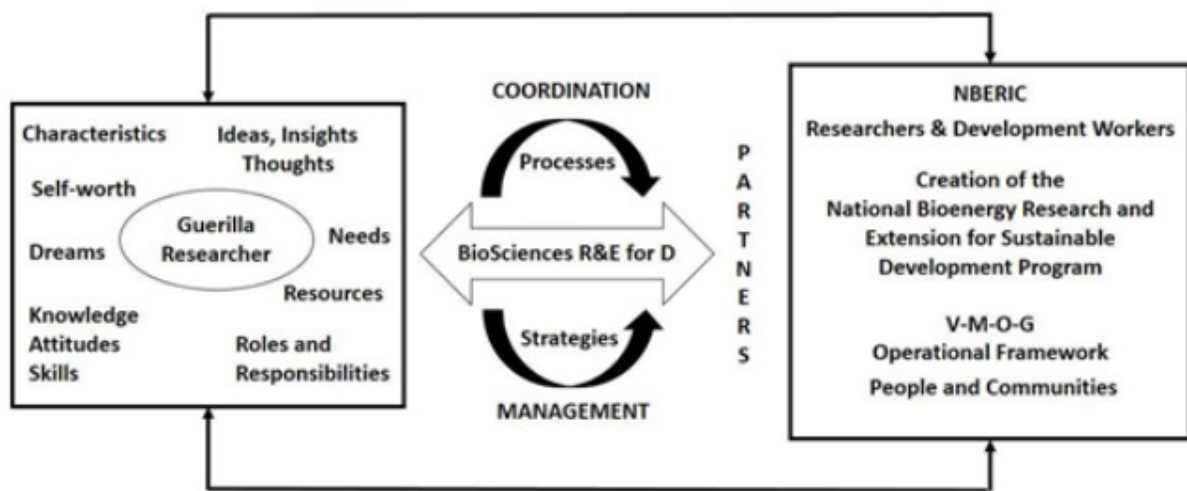 Characteristics
Ideas, Insights
Thoughts
Self-worth
Guerilla
Researcher
Dreams
Needs
Resources
Knowledge
Attitudes
Skills
Roles and
Responsibilities
COORDINATION
Processes
BioSciences R&E for D
Strategies
MANAGEMENT
PARTNERS
NBERIC
Researchers & Development Workers
Creation of the
National Bioenergy Research and
Extension for Sustainable
Development Program
V-M-O-G
Operational Framework
People and Communities